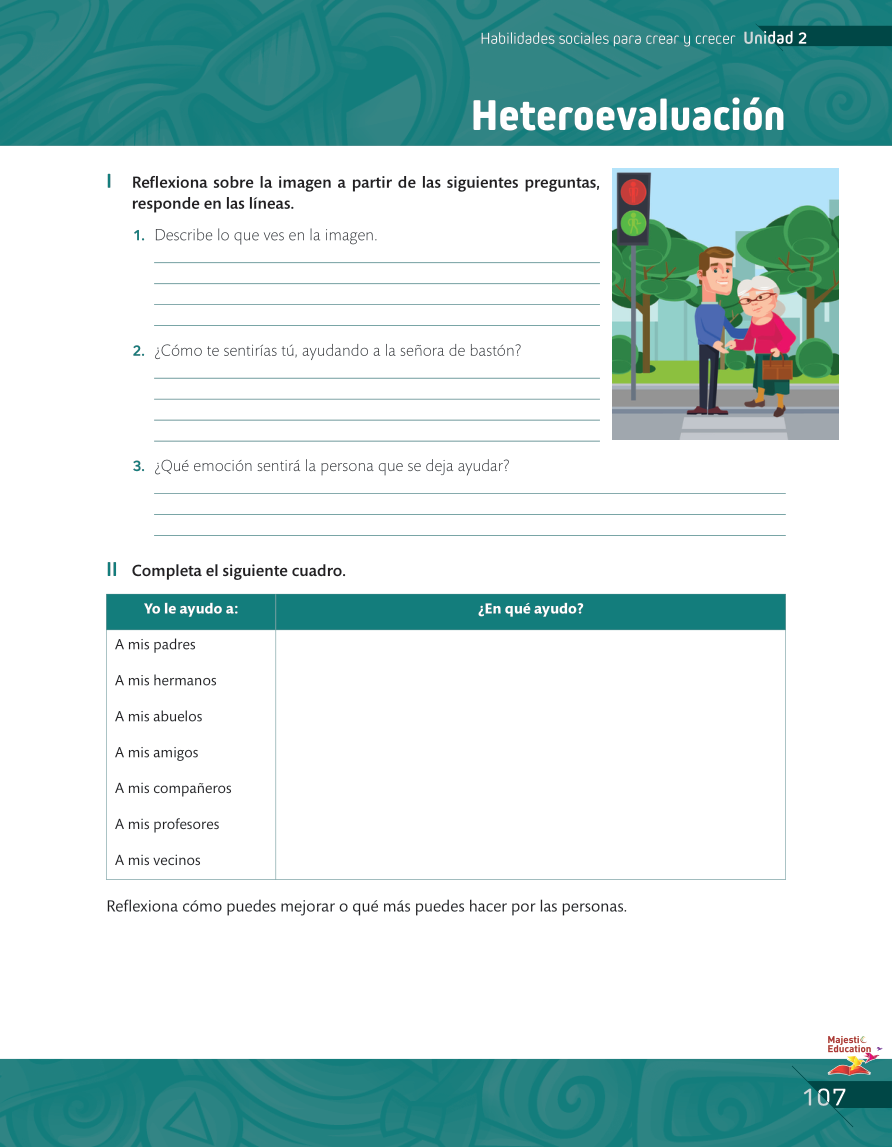 Habilidades sociales para crear y crecer Unidad 2
Heteroevaluación
I Reflexiona sobre la imagen a partir de las siguientes preguntas,
responde en las líneas.
1. Describe lo que ves en la imagen.
2. ¿Cómo te sentirías tú, ayudando a la señora de bastón?
3. ¿Qué emoción sentirá la persona que se deja ayudar?
II Completa el siguiente cuadro.
Yo le ayudo a: ¿En qué ayudo?
A mis padres
A mis hermanos
A mis abuelos
A mis amigos
A mis compañeros
A mis profesores
A mis vecinos
Reflexiona cómo puedes mejorar o qué más puedes hacer por las personas.
Majestic
Education
107